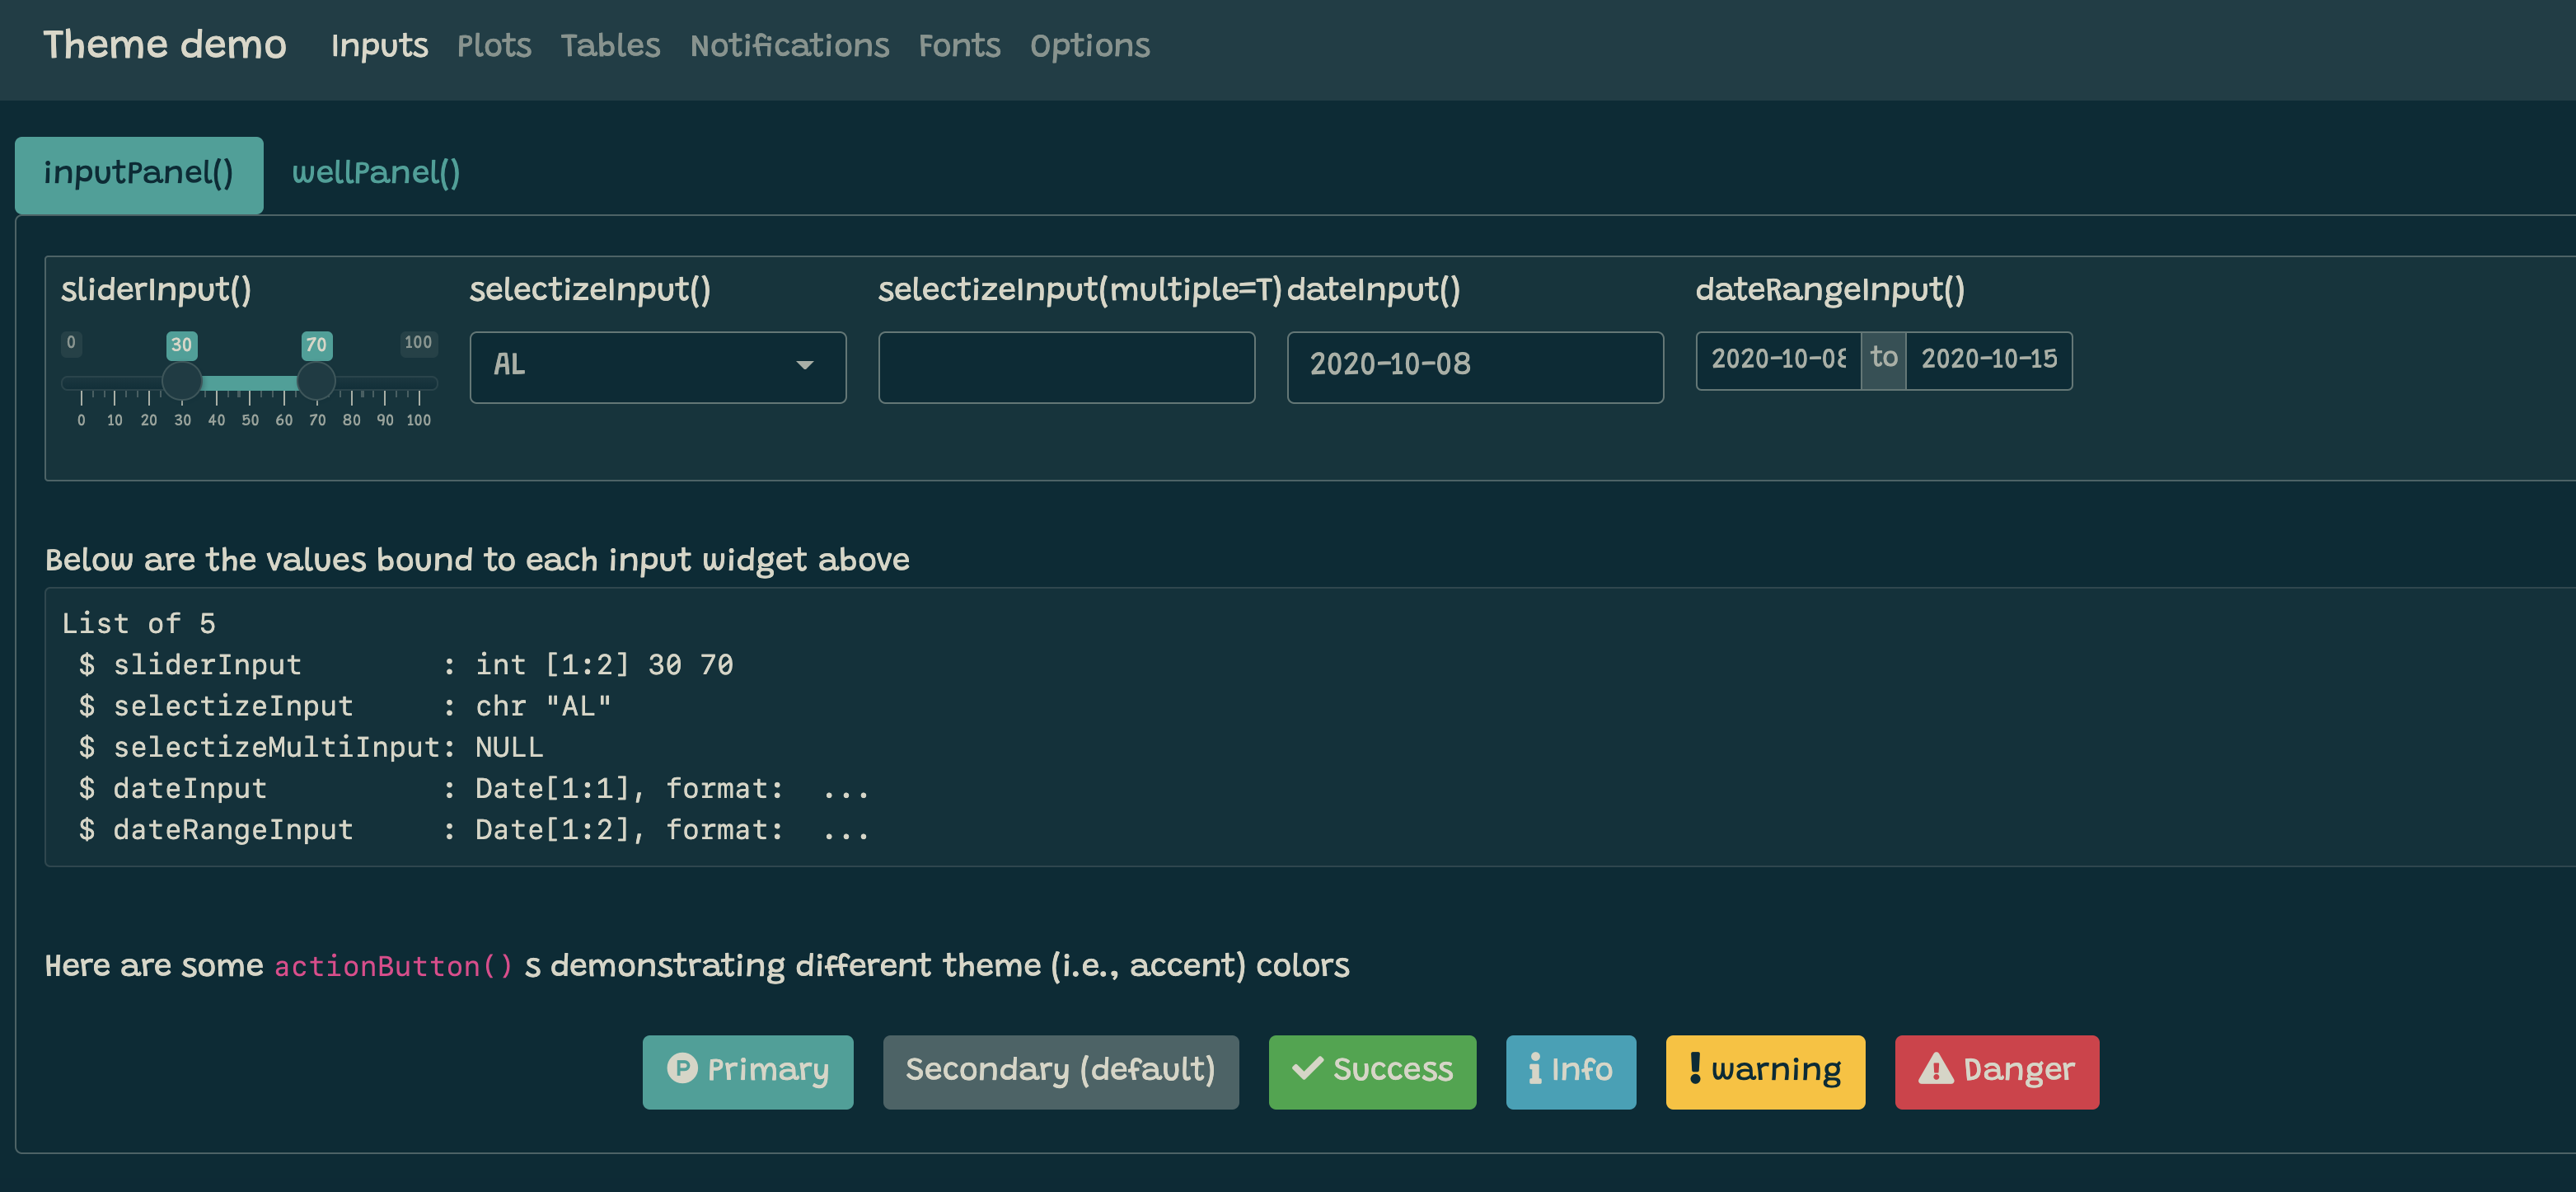 Theme demo Inputs Plots Tables Notifications Fonts Options
inputPanel() wellPanel()
sliderInput() selectizeInput() selectizeInput(multiple=T) dateInput() dateRangeInput()
0 30 70 100
AL 2020-10-08 2020-10-08 to 2020-10-15
0 10 20 30 40 50 60 70 80 90 100
Below are the values bound to each input widget above
List of 5
 $ sliderInput        : int [1:2] 30 70
 $ selectizeInput     : chr "AL"
 $ selectizeMultiInput: NULL
 $ dateInput          : Date[1:1], format:  ...
 $ dateRangeInput     : Date[1:2], format:  ...
Here are some actionButton() s demonstrating different theme (i.e., accent) colors
P Primary Secondary (default) Success i Info ! warning ! Danger